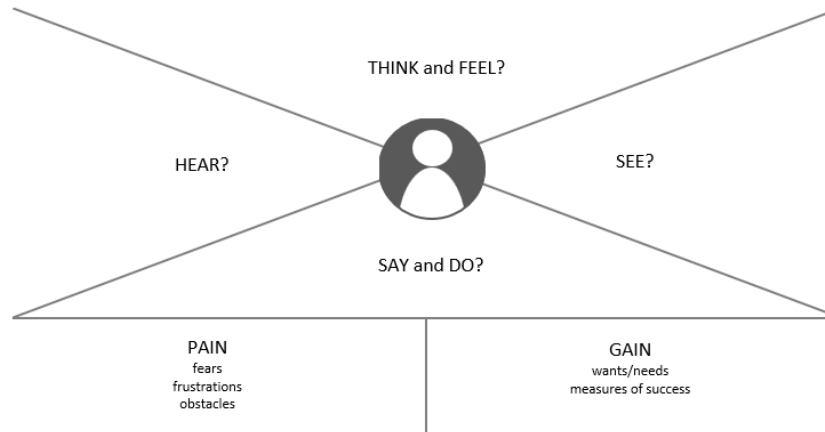 THINK and FEEL?
HEAR?
SEE?
SAY and DO?
PAIN
fears
frustrations
obstacles
GAIN
wants/needs
measures of success